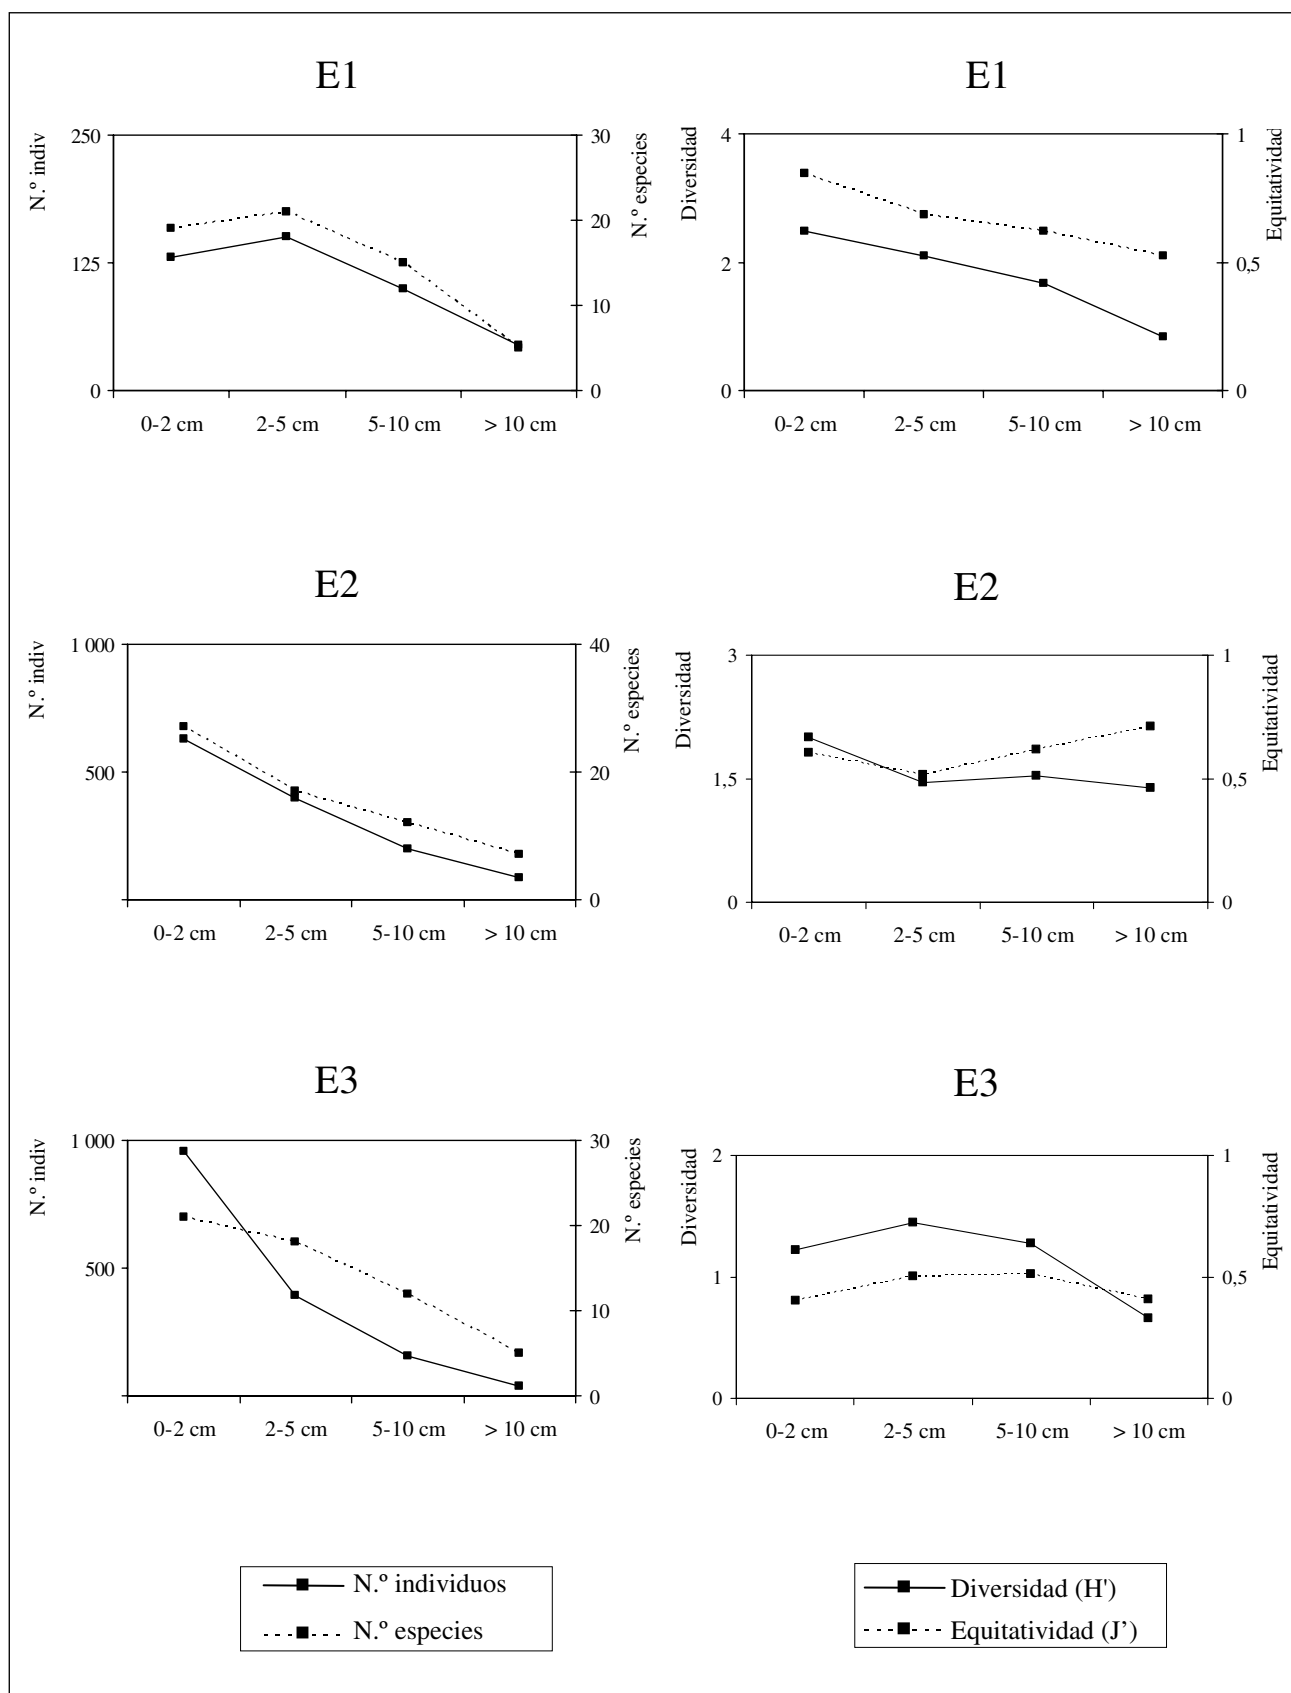 E1
N.º indiv
N.º especies
250
125
0
30
20
10
0
0-2 cm 2-5 cm 5-10 cm > 10 cm
E1
Diversidad
Equitatividad
4
2
0
1
0,5
0
0-2 cm 2-5 cm 5-10 cm > 10 cm
E2
N.º indiv
N.º especies
1 000
500
40
20
0
0-2 cm 2-5 cm 5-10 cm > 10 cm
E2
Diversidad
Equitatividad
3
1,5
0
1
0,5
0
0-2 cm 2-5 cm 5-10 cm > 10 cm
E3
N.º indiv
N.º especies
1 000
500
30
20
10
0
0-2 cm 2-5 cm 5-10 cm > 10 cm
E3
Diversidad
Equitatividad
2
1
0
1
0,5
0
0-2 cm 2-5 cm 5-10 cm > 10 cm
N.º individuos
N.º especies
Diversidad (H')
Equitatividad (J’)